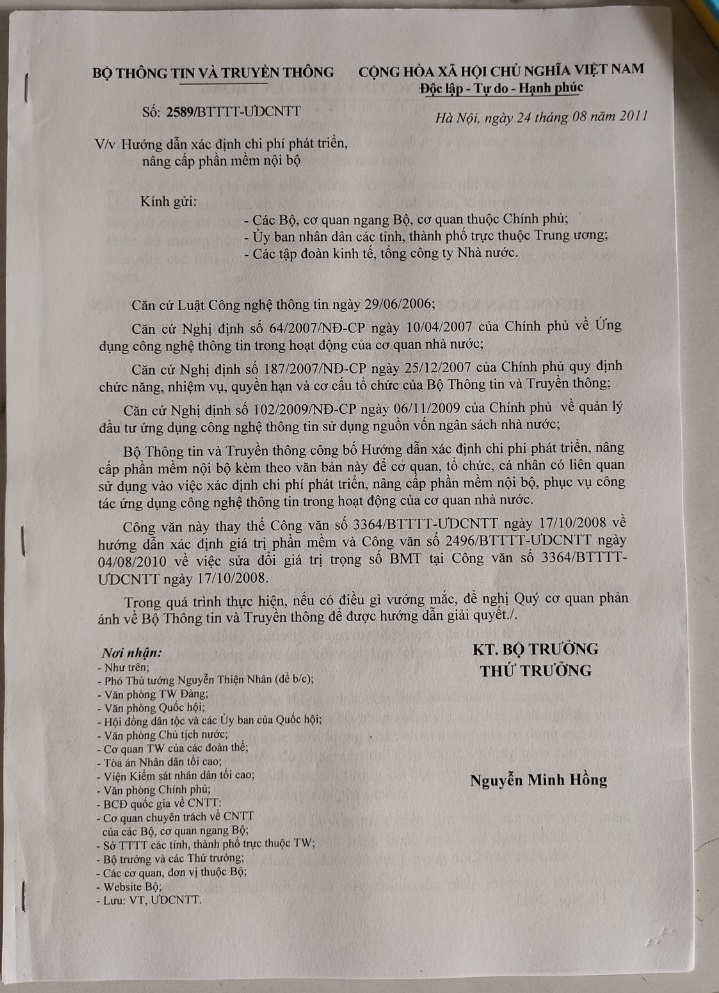 BỘ THÔNG TIN VÀ TRUYỀN THÔNG
CỘNG HÒA XÃ HỘI CHỦ NGHĨA VIỆT NAM
Độc lập - Tự do - Hạnh phúc
Số: 2589/BTTTT-ƯDCNTT
Hà Nội, ngày 24 tháng 08 năm 2011
V/v Hướng dẫn xác định chi phí phát triển,
nâng cấp phần mềm nội bộ
Kính gửi:
- Các Bộ, cơ quan ngang Bộ, cơ quan thuộc Chính phủ;
- Ủy ban nhân dân các tỉnh, thành phố trực thuộc Trung ương;
- Các tập đoàn kinh tế, tổng công ty Nhà nước.
Căn cứ Luật Công nghệ thông tin ngày 29/06/2006;
Căn cứ Nghị định số 64/2007/NĐ-CP ngày 10/04/2007 của Chính phủ về Ứng
dụng công nghệ thông tin trong hoạt động của cơ quan nhà nước;
Căn cứ Nghị định số 187/2007/NĐ-CP ngày 25/12/2007 của Chính phủ quy định
chức năng, nhiệm vụ, quyền hạn và cơ cấu tổ chức của Bộ Thông tin và Truyền thông;
Căn cứ Nghị định số 102/2009/NĐ-CP ngày 06/11/2009 của Chính phủ về quản lý
đầu tư ứng dụng công nghệ thông tin sử dụng nguồn vốn ngân sách nhà nước;
Bộ Thông tin và Truyền thông công bố Hướng dẫn xác định chi phí phát triển, nâng
cấp phần mềm nội bộ kèm theo văn bản này để cơ quan, tổ chức, cá nhân có liên quan
sử dụng vào việc xác định chi phí phát triển, nâng cấp phần mềm nội bộ, phục vụ công
tác ứng dụng công nghệ thông tin trong hoạt động của cơ quan nhà nước.
Công văn này thay thế Công văn số 3364/BTTTT-ƯDCNTT ngày 17/10/2008 về
hướng dẫn xác định giá trị phần mềm và Công văn số 2496/BTTTT-ƯDCNTT ngày
04/08/2010 về việc sửa đổi giá trị trọng số BMT tại Công văn số 3364/BTTTT-
ƯDCNTT ngày 17/10/2008.
Trong quá trình thực hiện, nếu có điều gì vướng mắc, đề nghị Quý cơ quan phản
ánh về Bộ Thông tin và Truyền thông để được hướng dẫn giải quyết./.
Nơi nhận:
- Như trên;
- Phó Thủ tướng Nguyễn Thiện Nhân (để b/c);
- Văn phòng TW Đảng;
- Văn phòng Quốc hội;
- Hội đồng dân tộc và các Ủy ban của Quốc hội;
- Văn phòng Chủ tịch nước;
- Cơ quan TW của các đoàn thể;
- Tòa án Nhân dân tối cao;
- Viện Kiểm sát nhân dân tối cao;
- Văn phòng Chính phủ;
- BCĐ quốc gia về CNTT:
- Cơ quan chuyên trách về CNTT
của các Bộ, cơ quan ngang Bộ;
- Sở TTTT các tỉnh, thành phố trực thuộc TW;
- Bộ trưởng và các Thứ trưởng;
- Các cơ quan, đơn vị thuộc Bộ;
- Website Bộ;
- Lưu: VT, ƯDCNTT.
KT. BỘ TRƯỞNG
THỨ TRƯỞNG
Nguyễn Minh Hồng